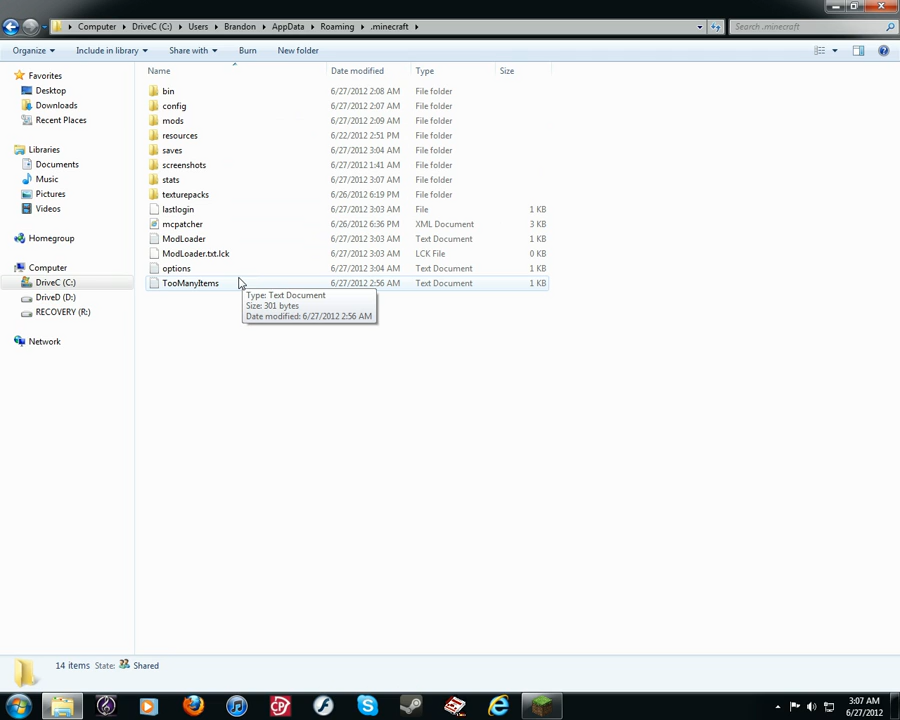 Computer ▸ DriveC (C:) ▸ Users ▸ Brandon ▸ AppData ▸ Roaming ▸ .minecraft ▸
Search .minecraft
Organize Include in library Share with Burn New folder
Name Date modified Type Size
Favorites
Desktop
Downloads
Recent Places
Libraries
Documents
Music
Pictures
Videos
Homegroup
Computer
DriveC (C:)
DriveD (D:)
RECOVERY (R:)
Network
bin 6/27/2012 2:08 AM File folder
config 6/27/2012 2:07 AM File folder
mods 6/27/2012 2:09 AM File folder
resources 6/22/2012 2:51 PM File folder
saves 6/27/2012 3:04 AM File folder
screenshots 6/27/2012 1:41 AM File folder
stats 6/27/2012 3:07 AM File folder
texturepacks 6/26/2012 6:19 PM File folder
lastlogin 6/27/2012 3:03 AM File 1 KB
mcpatcher 6/26/2012 6:36 PM XML Document 3 KB
ModLoader 6/27/2012 3:03 AM Text Document 1 KB
ModLoader.txt.lck 6/27/2012 3:03 AM LCK File 0 KB
options 6/27/2012 3:04 AM Text Document 1 KB
TooManyItems 6/27/2012 2:56 AM Text Document 1 KB
Type: Text Document
Size: 301 bytes
Date modified: 6/27/2012 2:56 AM
14 items State: Shared
3:07 AM
6/27/2012